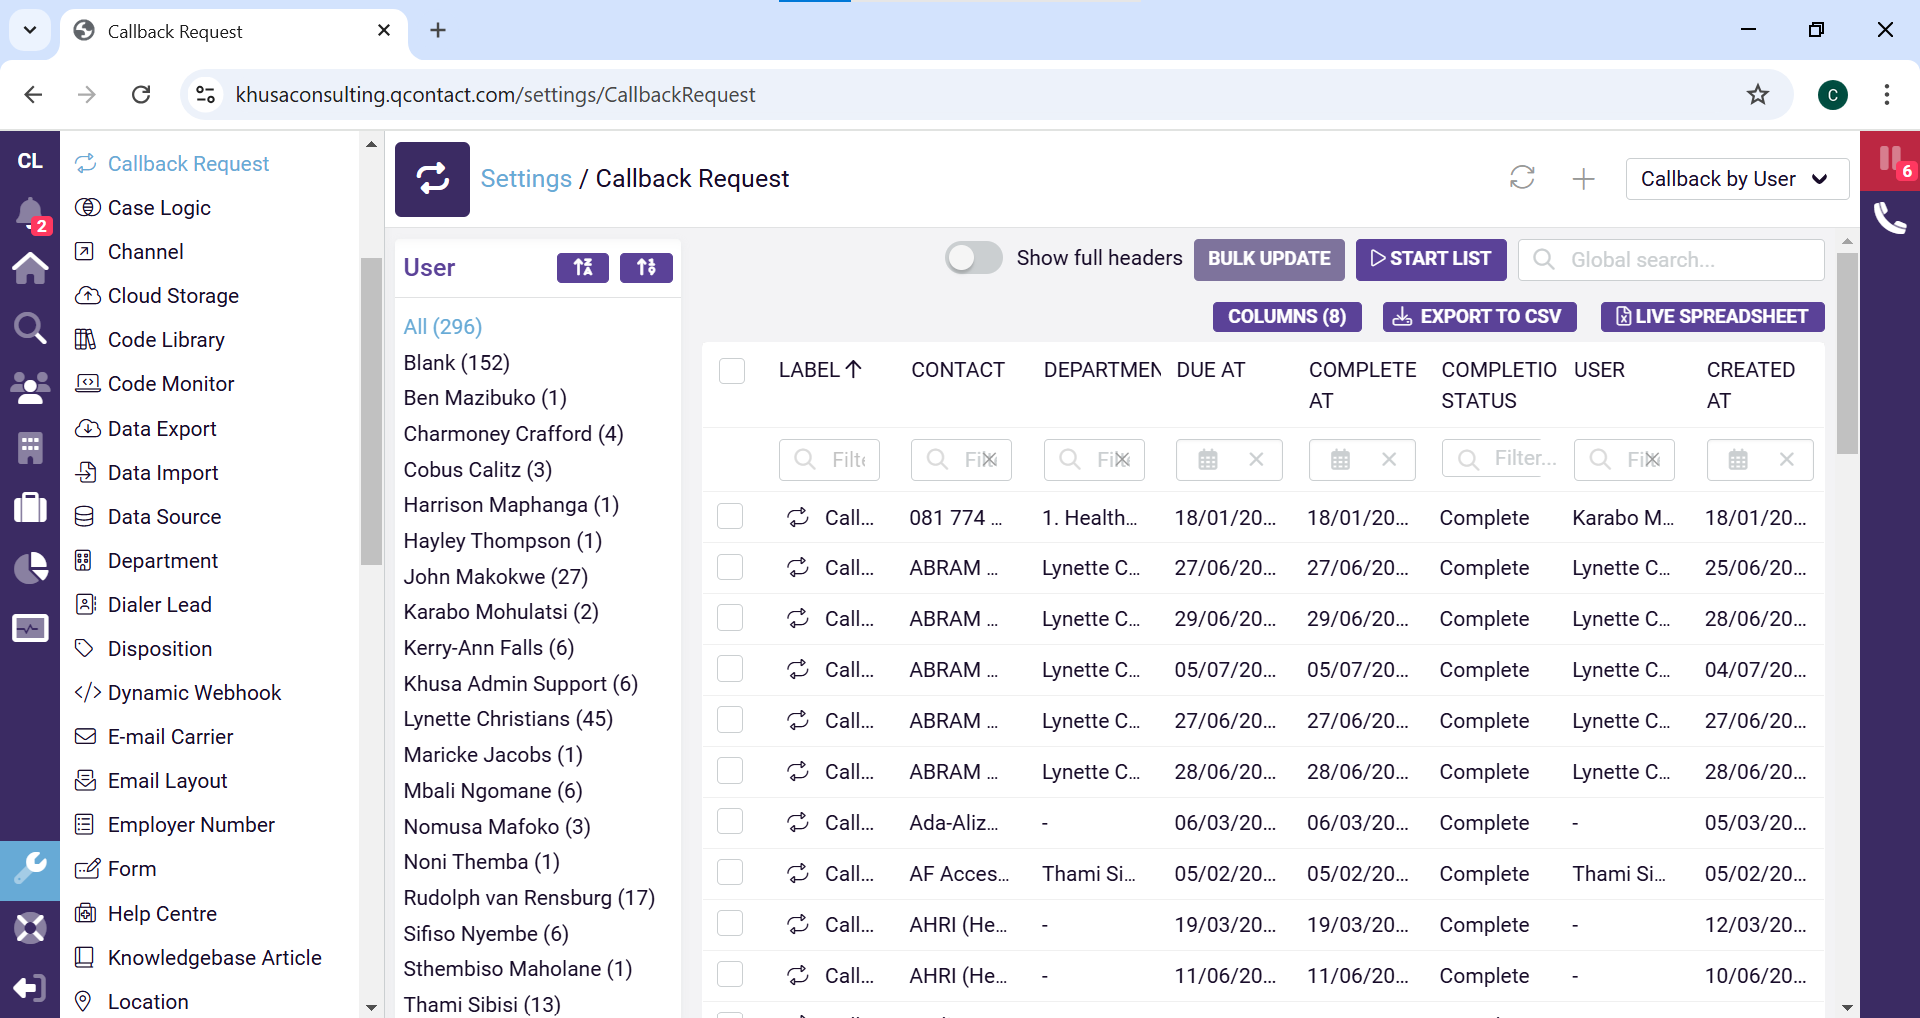 Callback Request
khusaconsulting.qcontact.com/settings/CallbackRequest
C
CL
2
Callback Request
Case Logic
Channel
Cloud Storage
Code Library
Code Monitor
Data Export
Data Import
Data Source
Department
Dialer Lead
Disposition
Dynamic Webhook
E-mail Carrier
Email Layout
Employer Number
Form
Help Centre
Knowledgebase Article
Location
Settings / Callback Request
Callback by User
6
User
All (296)
Blank (152)
Ben Mazibuko (1)
Charmoney Crafford (4)
Cobus Calitz (3)
Harrison Maphanga (1)
Hayley Thompson (1)
John Makokwe (27)
Karabo Mohulatsi (2)
Kerry-Ann Falls (6)
Khusa Admin Support (6)
Lynette Christians (45)
Maricke Jacobs (1)
Mbali Ngomane (6)
Nomusa Mafoko (3)
Noni Themba (1)
Rudolph van Rensburg (17)
Sifiso Nyembe (6)
Sthembiso Maholane (1)
Thami Sibisi (13)
Show full headers BULK UPDATE START LIST Global search...
COLUMNS (8) EXPORT TO CSV LIVE SPREADSHEET
LABEL CONTACT DEPARTMEN DUE AT COMPLETE AT COMPLETIO STATUS USER CREATED AT
Filte Filt Filt Filter... Filt
Call... 081 774 ... 1. Health... 18/01/20... 18/01/20... Complete Karabo M... 18/01/20...
Call... ABRAM ... Lynette C... 27/06/20... 27/06/20... Complete Lynette C... 25/06/20...
Call... ABRAM ... Lynette C... 29/06/20... 29/06/20... Complete Lynette C... 28/06/20...
Call... ABRAM ... Lynette C... 05/07/20... 05/07/20... Complete Lynette C... 04/07/20...
Call... ABRAM ... Lynette C... 27/06/20... 27/06/20... Complete Lynette C... 27/06/20...
Call... ABRAM ... Lynette C... 28/06/20... 28/06/20... Complete Lynette C... 28/06/20...
Call... Ada-Aliz... - 06/03/20... 06/03/20... Complete - 05/03/20...
Call... AF Acces... Thami Si... 05/02/20... 05/02/20... Complete Thami Si... 05/02/20...
Call... AHRI (He... - 19/03/20... 19/03/20... Complete - 12/03/20...
Call... AHRI (He... - 11/06/20... 11/06/20... Complete - 10/06/20...